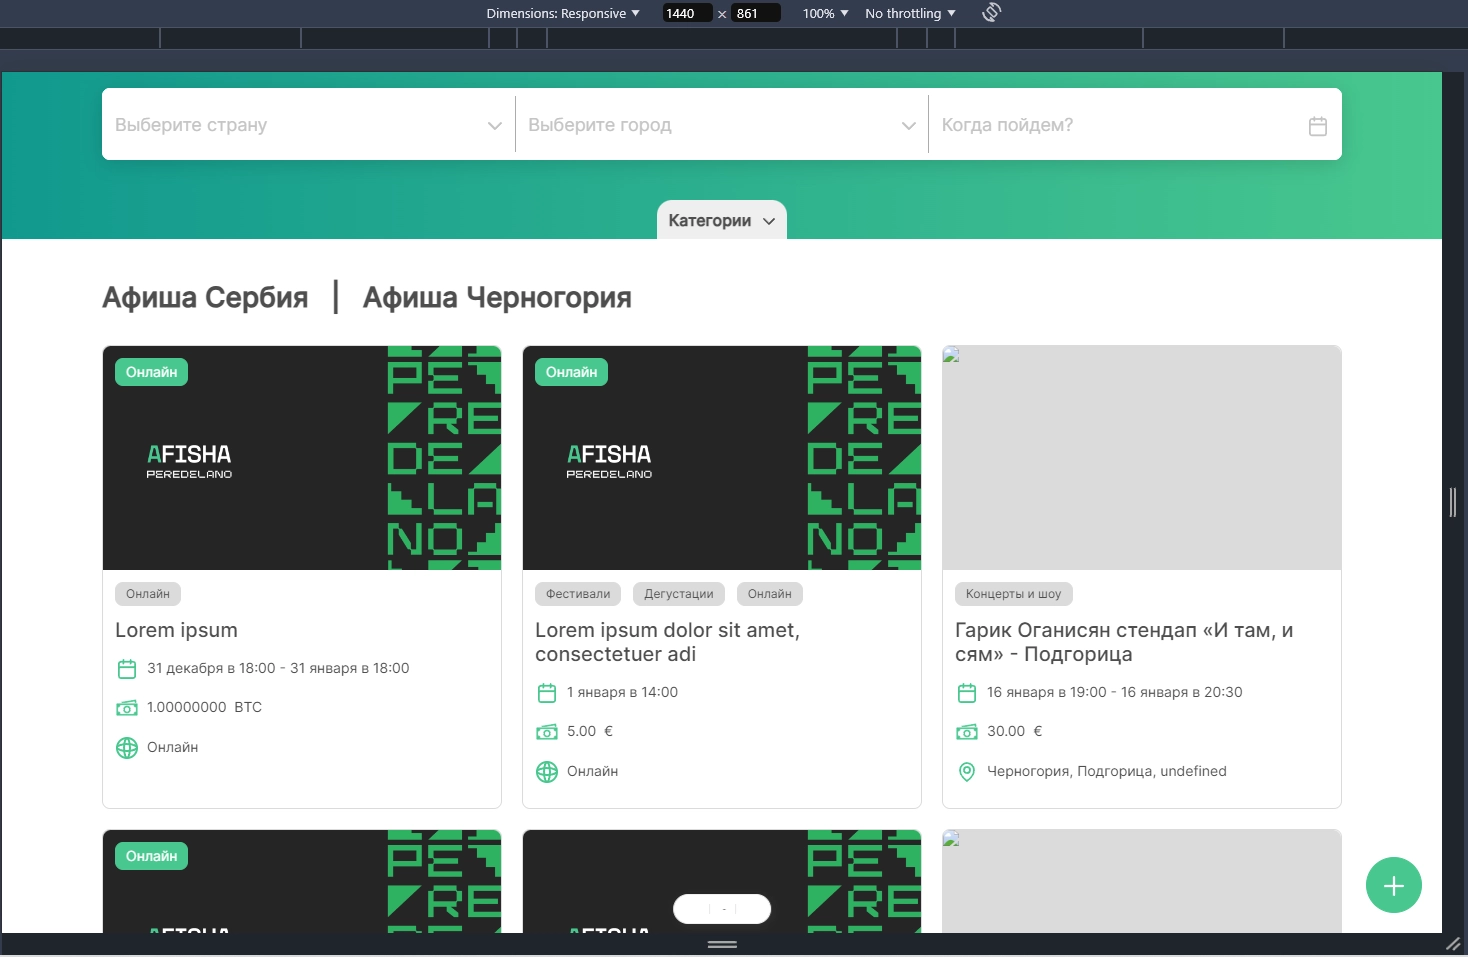 Dimensions: Responsive 1440 × 861 100% No throttling
Выберите страну
Выберите город
Когда пойдем?
Категории
Афиша Сербия | Афиша Черногория
Онлайн
AFISHA
PEREDELANO
PE
RE
DE
LA
NO
Онлайн
Lorem ipsum
31 декабря в 18:00 - 31 января в 18:00
1.00000000 BTC
Онлайн
Онлайн
AFISHA
PEREDELANO
PE
RE
DE
LA
NO
Фестивали Дегустации Онлайн
Lorem ipsum dolor sit amet,
consectetuer adi
1 января в 14:00
5.00 €
Онлайн
Концерты и шоу
Гарик Оганисян стендап «И там, и
сям» - Подгорица
16 января в 19:00 - 16 января в 20:30
30.00 €
Черногория, Подгорица, undefined
Онлайн
PE
RE
AFISHA
PE
RE
AFISHA
-